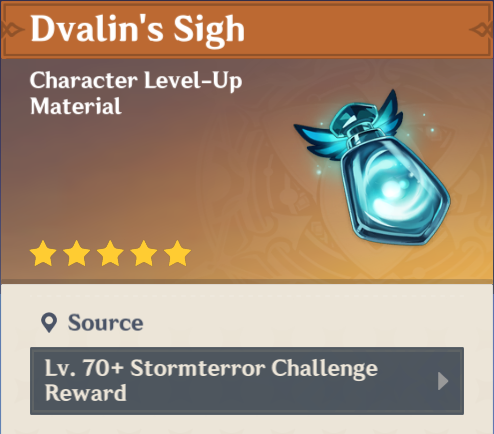 Dvalin's Sigh
Character Level-Up
Material
Source
Lv. 70+ Stormterror Challenge
Reward